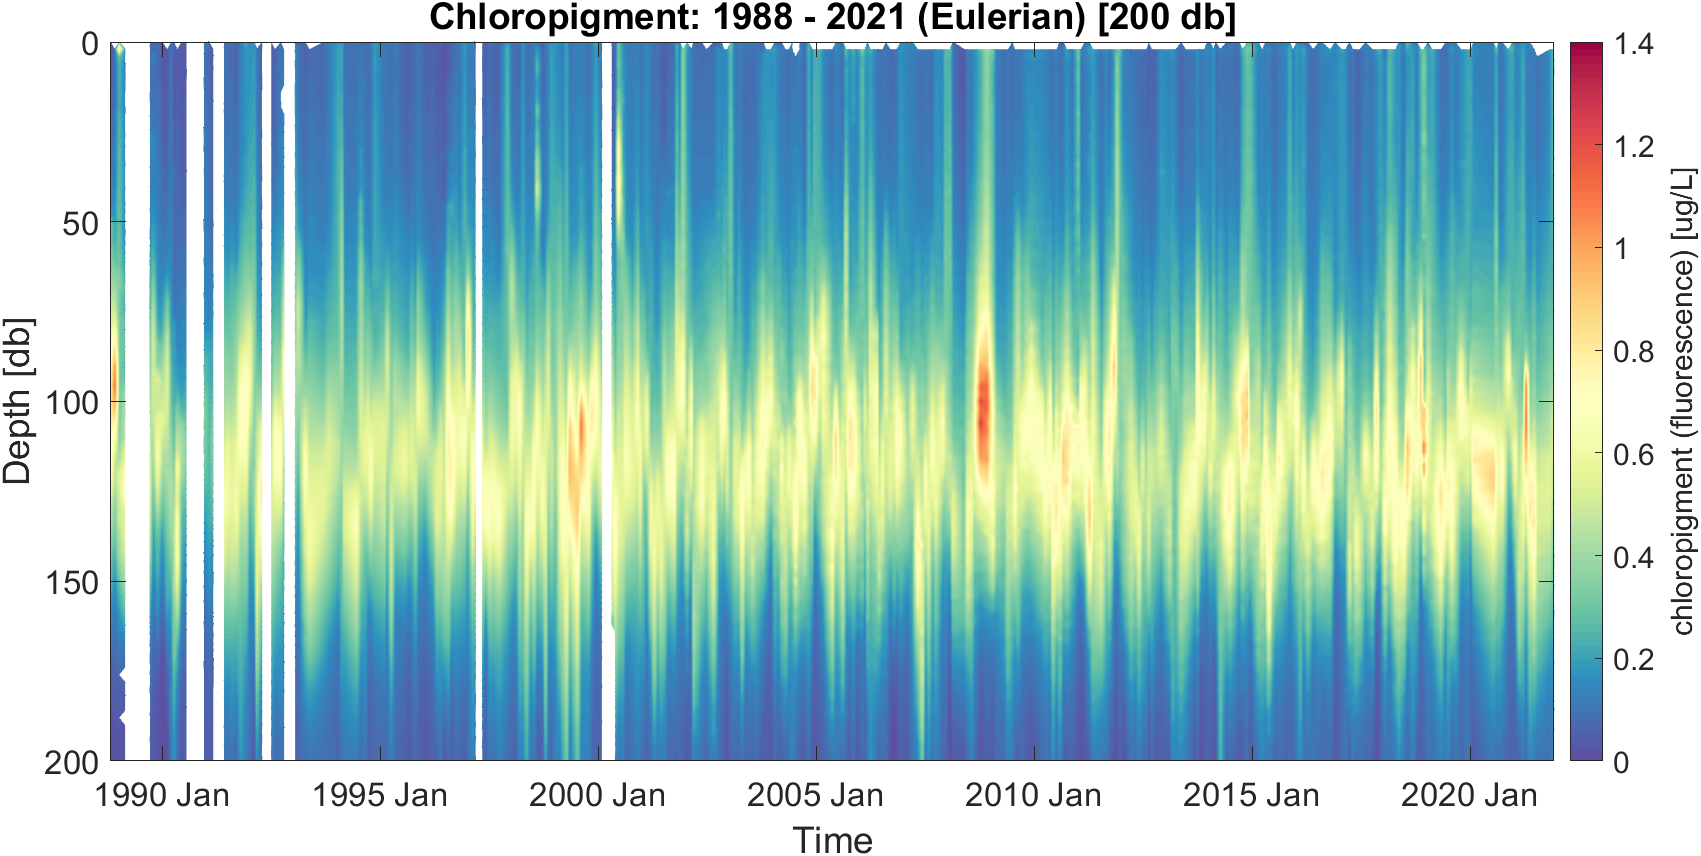 Chloropigment: 1988 - 2021 (Eulerian) [200 db]
0
50
100
150
200
Depth [db]
1990 Jan
1995 Jan
2000 Jan
2005 Jan
2010 Jan
2015 Jan
2020 Jan
Time
1.4
1.2
1
0.8
0.6
0.4
0.2
0
chloropigment (fluorescence) [ug/L]